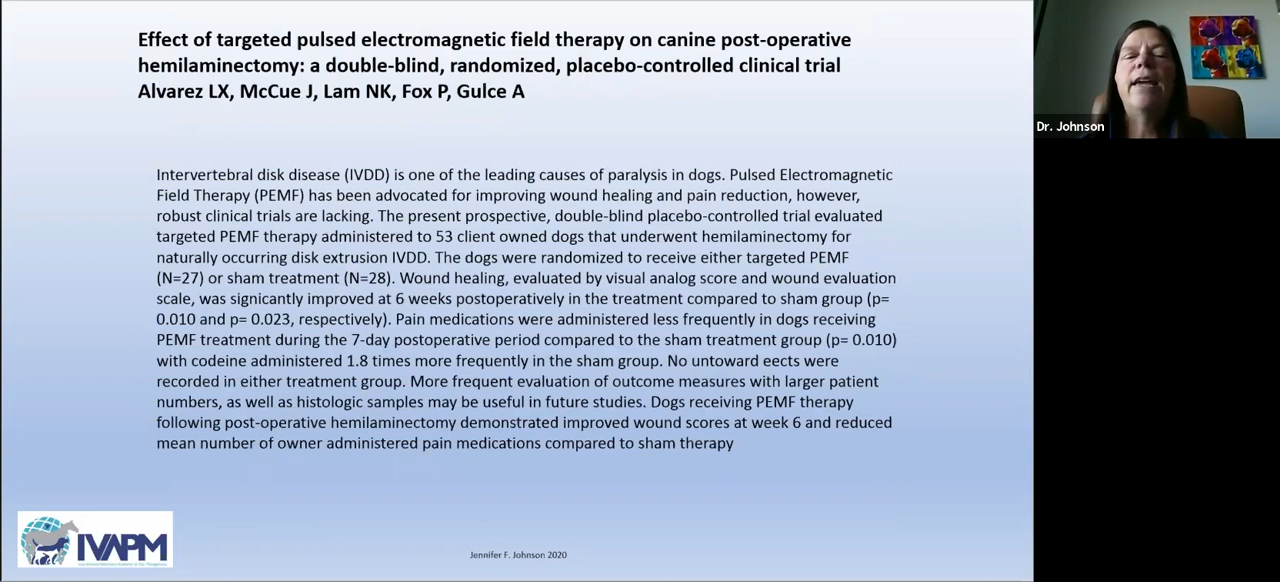 Effect of targeted pulsed electromagnetic field therapy on canine post-operative
hemilaminectomy: a double-blind, randomized, placebo-controlled clinical trial
Alvarez LX, McCue J, Lam NK, Fox P, Gulce A
Dr. Johnson
Intervertebral disk disease (IVDD) is one of the leading causes of paralysis in dogs. Pulsed Electromagnetic
Field Therapy (PEMF) has been advocated for improving wound healing and pain reduction, however,
robust clinical trials are lacking. The present prospective, double-blind placebo-controlled trial evaluated
targeted PEMF therapy administered to 53 client owned dogs that underwent hemilaminectomy for
naturally occurring disk extrusion IVDD. The dogs were randomized to receive either targeted PEMF
(N=27) or sham treatment (N=28). Wound healing, evaluated by visual analog score and wound evaluation
scale, was signicantly improved at 6 weeks postoperatively in the treatment compared to sham group (p=
0.010 and p= 0.023, respectively). Pain medications were administered less frequently in dogs receiving
PEMF treatment during the 7-day postoperative period compared to the sham treatment group (p= 0.010)
with codeine administered 1.8 times more frequently in the sham group. No untoward eects were
recorded in either treatment group. More frequent evaluation of outcome measures with larger patient
numbers, as well as histologic samples may be useful in future studies. Dogs receiving PEMF therapy
following post-operative hemilaminectomy demonstrated improved wound scores at week 6 and reduced
mean number of owner administered pain medications compared to sham therapy
IVAPM
Jennifer F. Johnson 2020